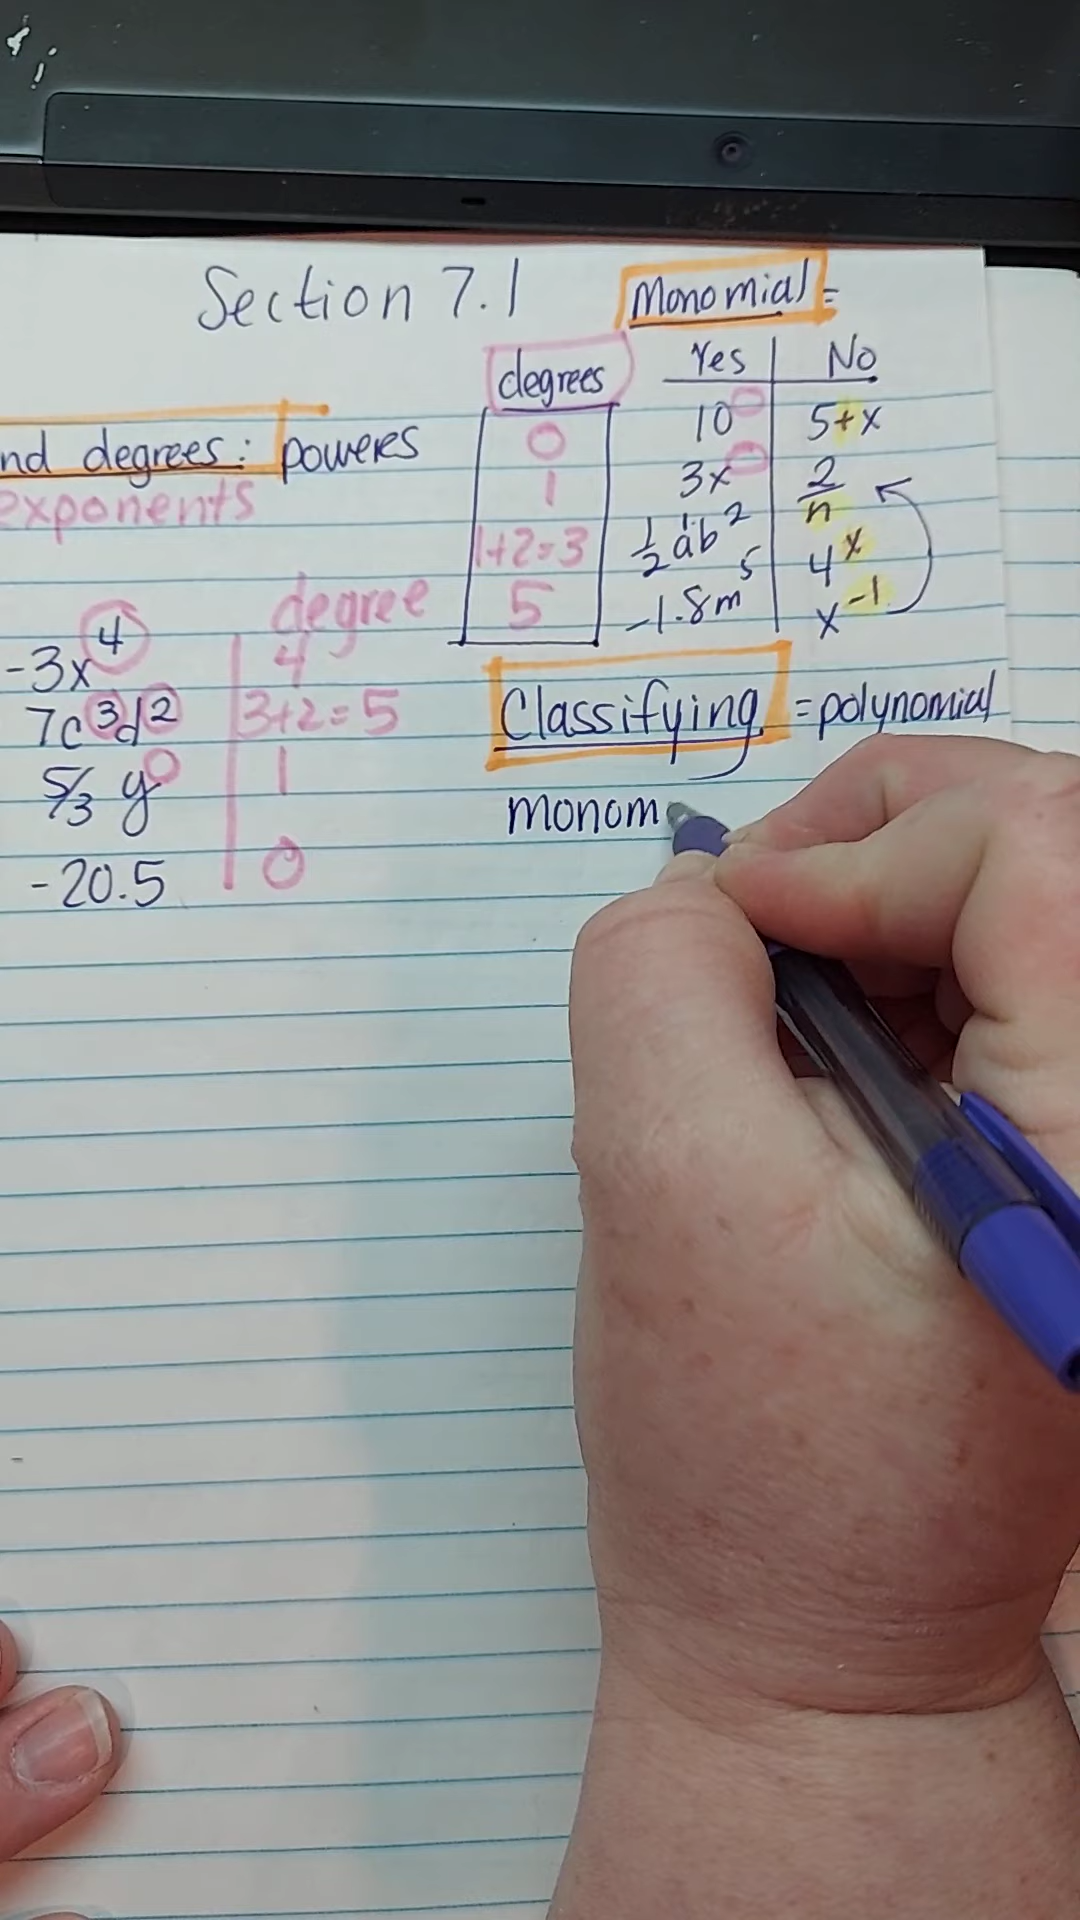 Section 7.1
Monomial =
nd degrees: powers
exponents
degrees Yes No
0 10 5+x
1 3x 2/n
1+2=3 1/2 a¹b² 4ˣ
5 -1.8m⁵ x⁻¹
degree
-3x⁴ 4
7c³d² 3+2=5
5/3 y 1
-20.5 0
Classifying = polynomial
monom